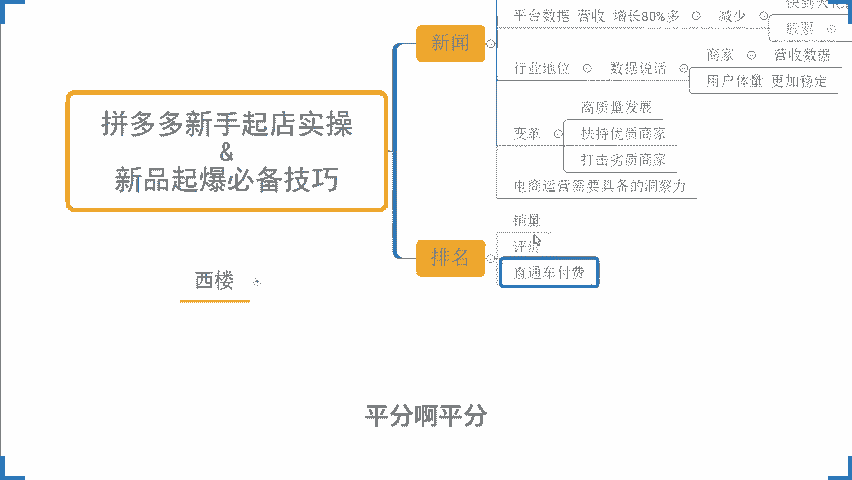 平台数据 营收 增长80%多 减少
股票
新闻
商家 营收数据
行业地位 数据说话
用户体量 更加稳定
拼多多新手起店实操
&
新品起爆必备技巧
高质量发展
变革 扶持优质商家
打击劣质商家
电商运营需要具备的洞察力
销量
排名
直通车付费
西楼
平分啊平分